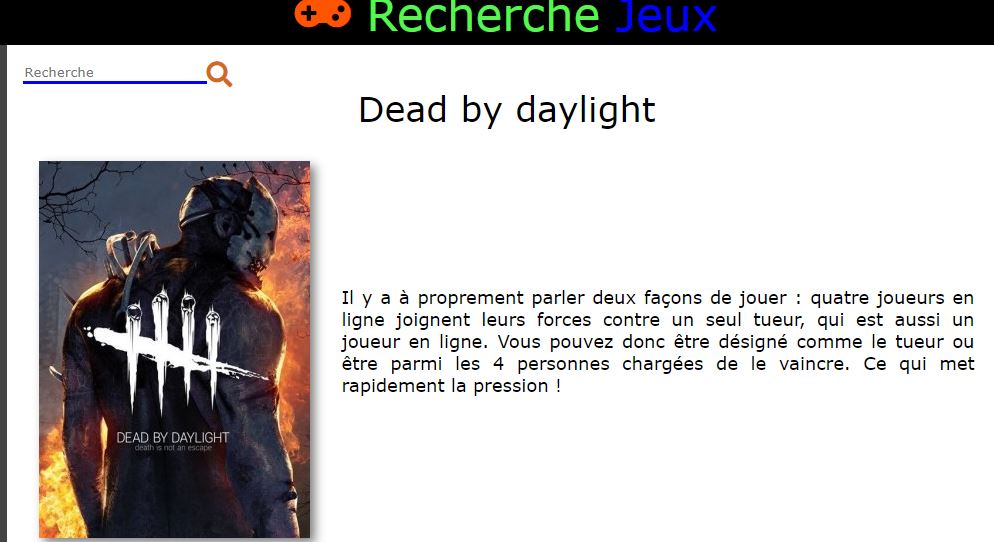 Recherche Jeux
Recherche
Dead by daylight
Il y a à proprement parler deux façons de jouer : quatre joueurs en
ligne joignent leurs forces contre un seul tueur, qui est aussi un
joueur en ligne. Vous pouvez donc être désigné comme le tueur ou
être parmi les 4 personnes chargées de le vaincre. Ce qui met
rapidement la pression !
DEAD BY DAYLIGHT
death is not an escape